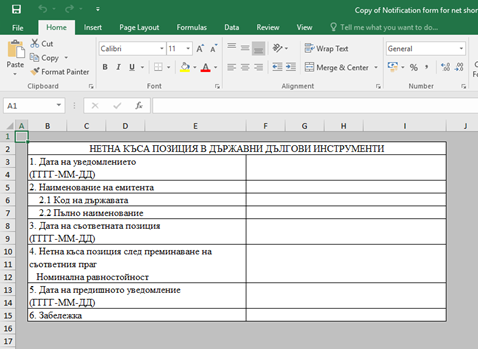 Copy of Notification form for net shor
File Home Insert Page Layout Formulas Data Review View Tell me what you want to do...
Cut
Copy
Format Painter
Paste
Clipboard
Calibri 11
B I U
Font
Wrap Text
Merge & Center
Alignment
General
% ,
Number
A1
fx
A B C D E F G H I J
1
2 НЕТНА КЪСА ПОЗИЦИЯ В ДЪРЖАВНИ ДЪЛГОВИ ИНСТРУМЕНТИ
3 1. Дата на уведомлението
4 (ГГГГ-ММ-ДД)
5 2. Наименование на емитента
6 2.1 Код на държавата
7 2.2 Пълно наименование
8 3. Дата на съответната позиция
9 (ГГГГ-ММ-ДД)
10 4. Нетна къса позиция след преминаване на
11 съответния праг
12 Номинална равностойност
13 5. Дата на предишното уведомление
14 (ГГГГ-ММ-ДД)
15 6. Забележка
16
17